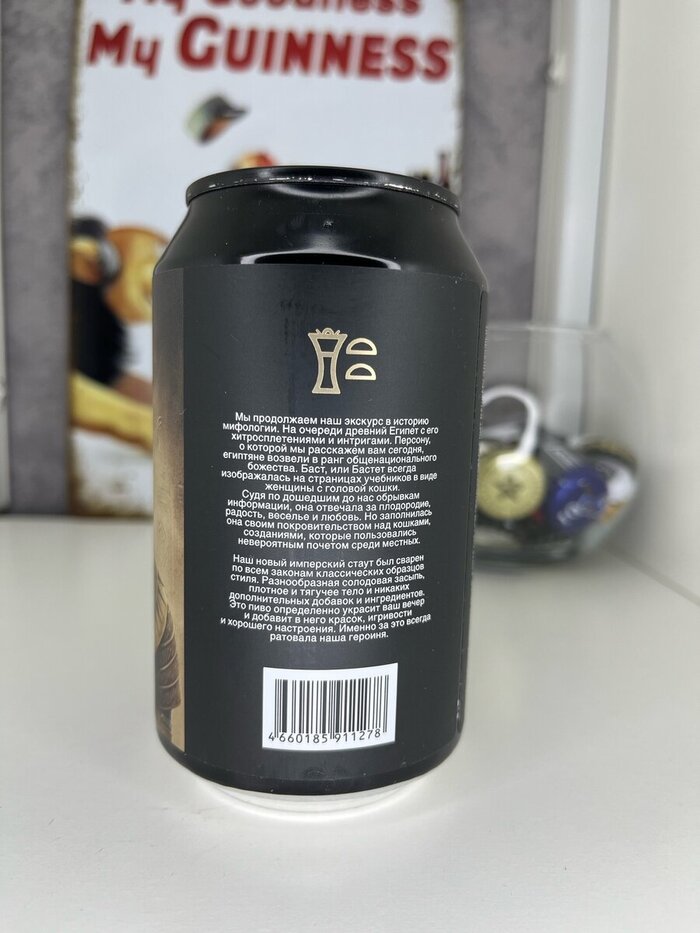 My Goodness
My GUINNESS
Мы продолжаем наш экскурс в историю
мифологии. На очереди древний Египет с его
хитросплетениями и интригами. Персону,
о которой мы расскажем вам сегодня,
египтяне возвели в ранг общенационального
божества. Баст, или Бастет всегда
изображалась на страницах учебников в виде
женщины с головой кошки.
Судя по дошедшим до нас обрывкам
информации, она отвечала за плодородие,
радость, веселье и любовь. Но заполнилась
она своим покровительством над кошками,
созданиями, которые пользовались
невероятным почетом среди местных.
Наш новый имперский стаут был сварен
по всем законам классических образцов
стиля. Разнообразная солодовая засыпь,
плотное и тягучее тело и никаких
дополнительных добавок и ингредиентов.
Это пиво определенно украсит ваш вечер
и добавит в него красок, игривости
и хорошего настроения. Именно за это всегда
ратовала наша героиня.
4 660185 911278